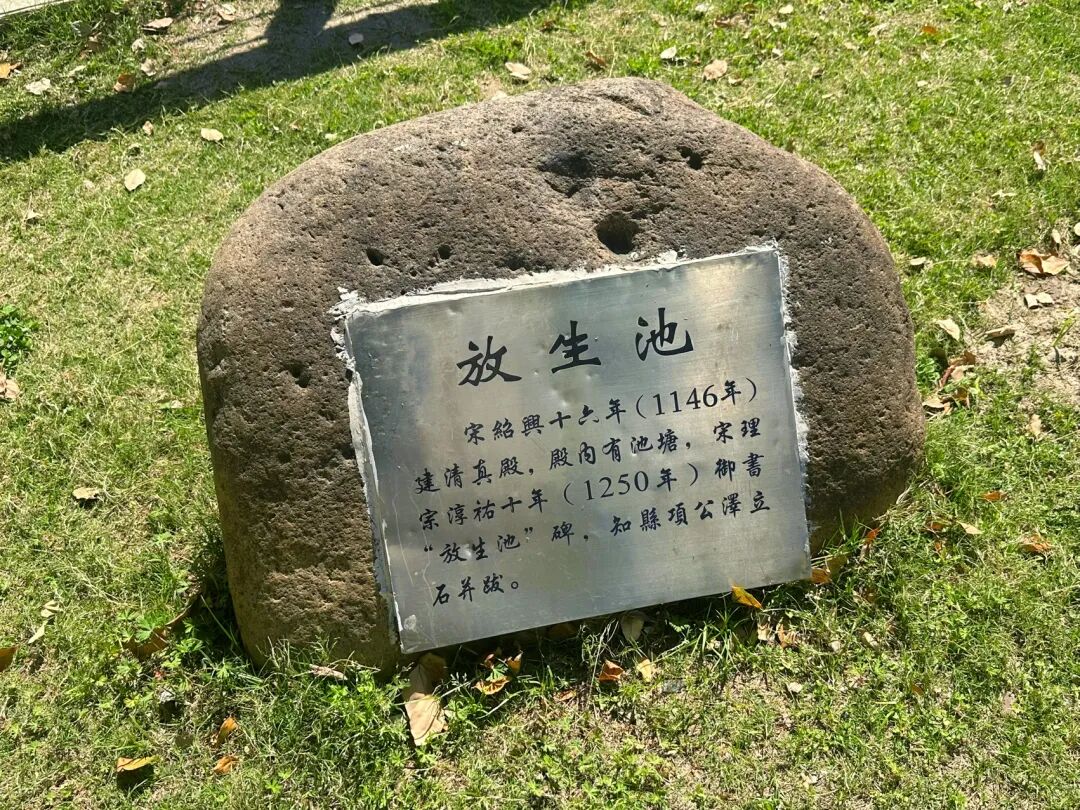 放生池
宋紹興十六年（1146年）
建清真殿，殿内有池塘，宋理
宗淳祐十年（1250年）御書
“放生池”碑，知縣項公澤立
石并跋。